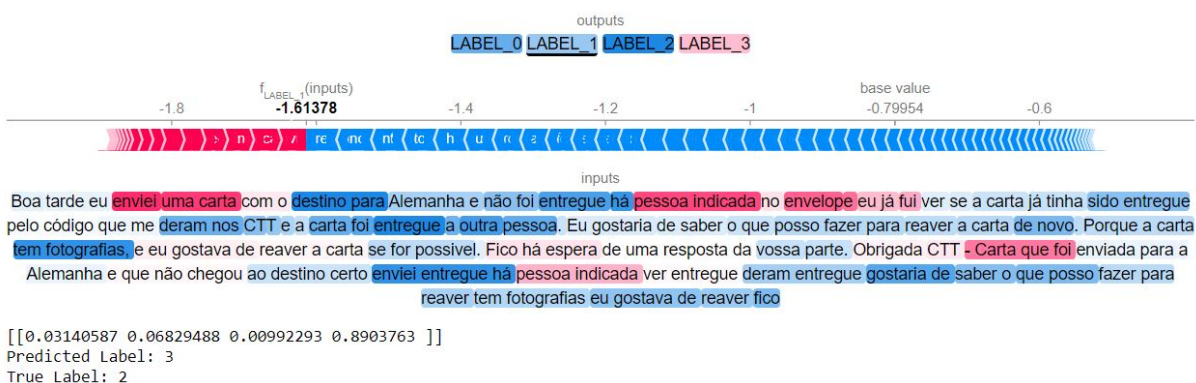 outputs
LABEL_0 LABEL_1 LABEL_2 LABEL_3
f LABEL_1 (inputs) base value
-1.8 -1.61378 -1.4 -1.2 -1 -0.79954 -0.6
inputs
Boa tarde eu enviei uma carta com o destino para Alemanha e não foi entregue há pessoa indicada no envelope eu já fui ver se a carta já tinha sido entregue
pelo código que me deram nos CTT e a carta foi entregue a outra pessoa. Eu gostaria de saber o que posso fazer para reaver a carta de novo. Porque a carta
tem fotografias, e eu gostava de reaver a carta se for possivel. Fico há espera de uma resposta da vossa parte. Obrigada CTT - Carta que foi enviada para a
Alemanha e que não chegou ao destino certo enviei entregue há pessoa indicada ver entregue deram entregue gostaria de saber o que posso fazer para
reaver tem fotografias eu gostava de reaver fico
[[0.03140587 0.06829488 0.00992293 0.8903763 ]]
Predicted Label: 3
True Label: 2